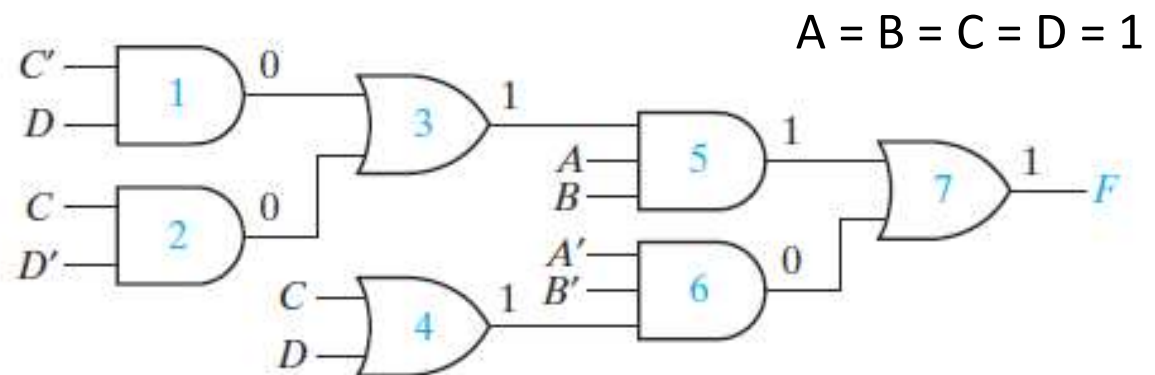 A = B = C = D = 1
C′ 0
1
D
1
3
C 0
2
D′
1
A 5
B
1
7 F
A′ 0
B′ 6
C 1
4
D